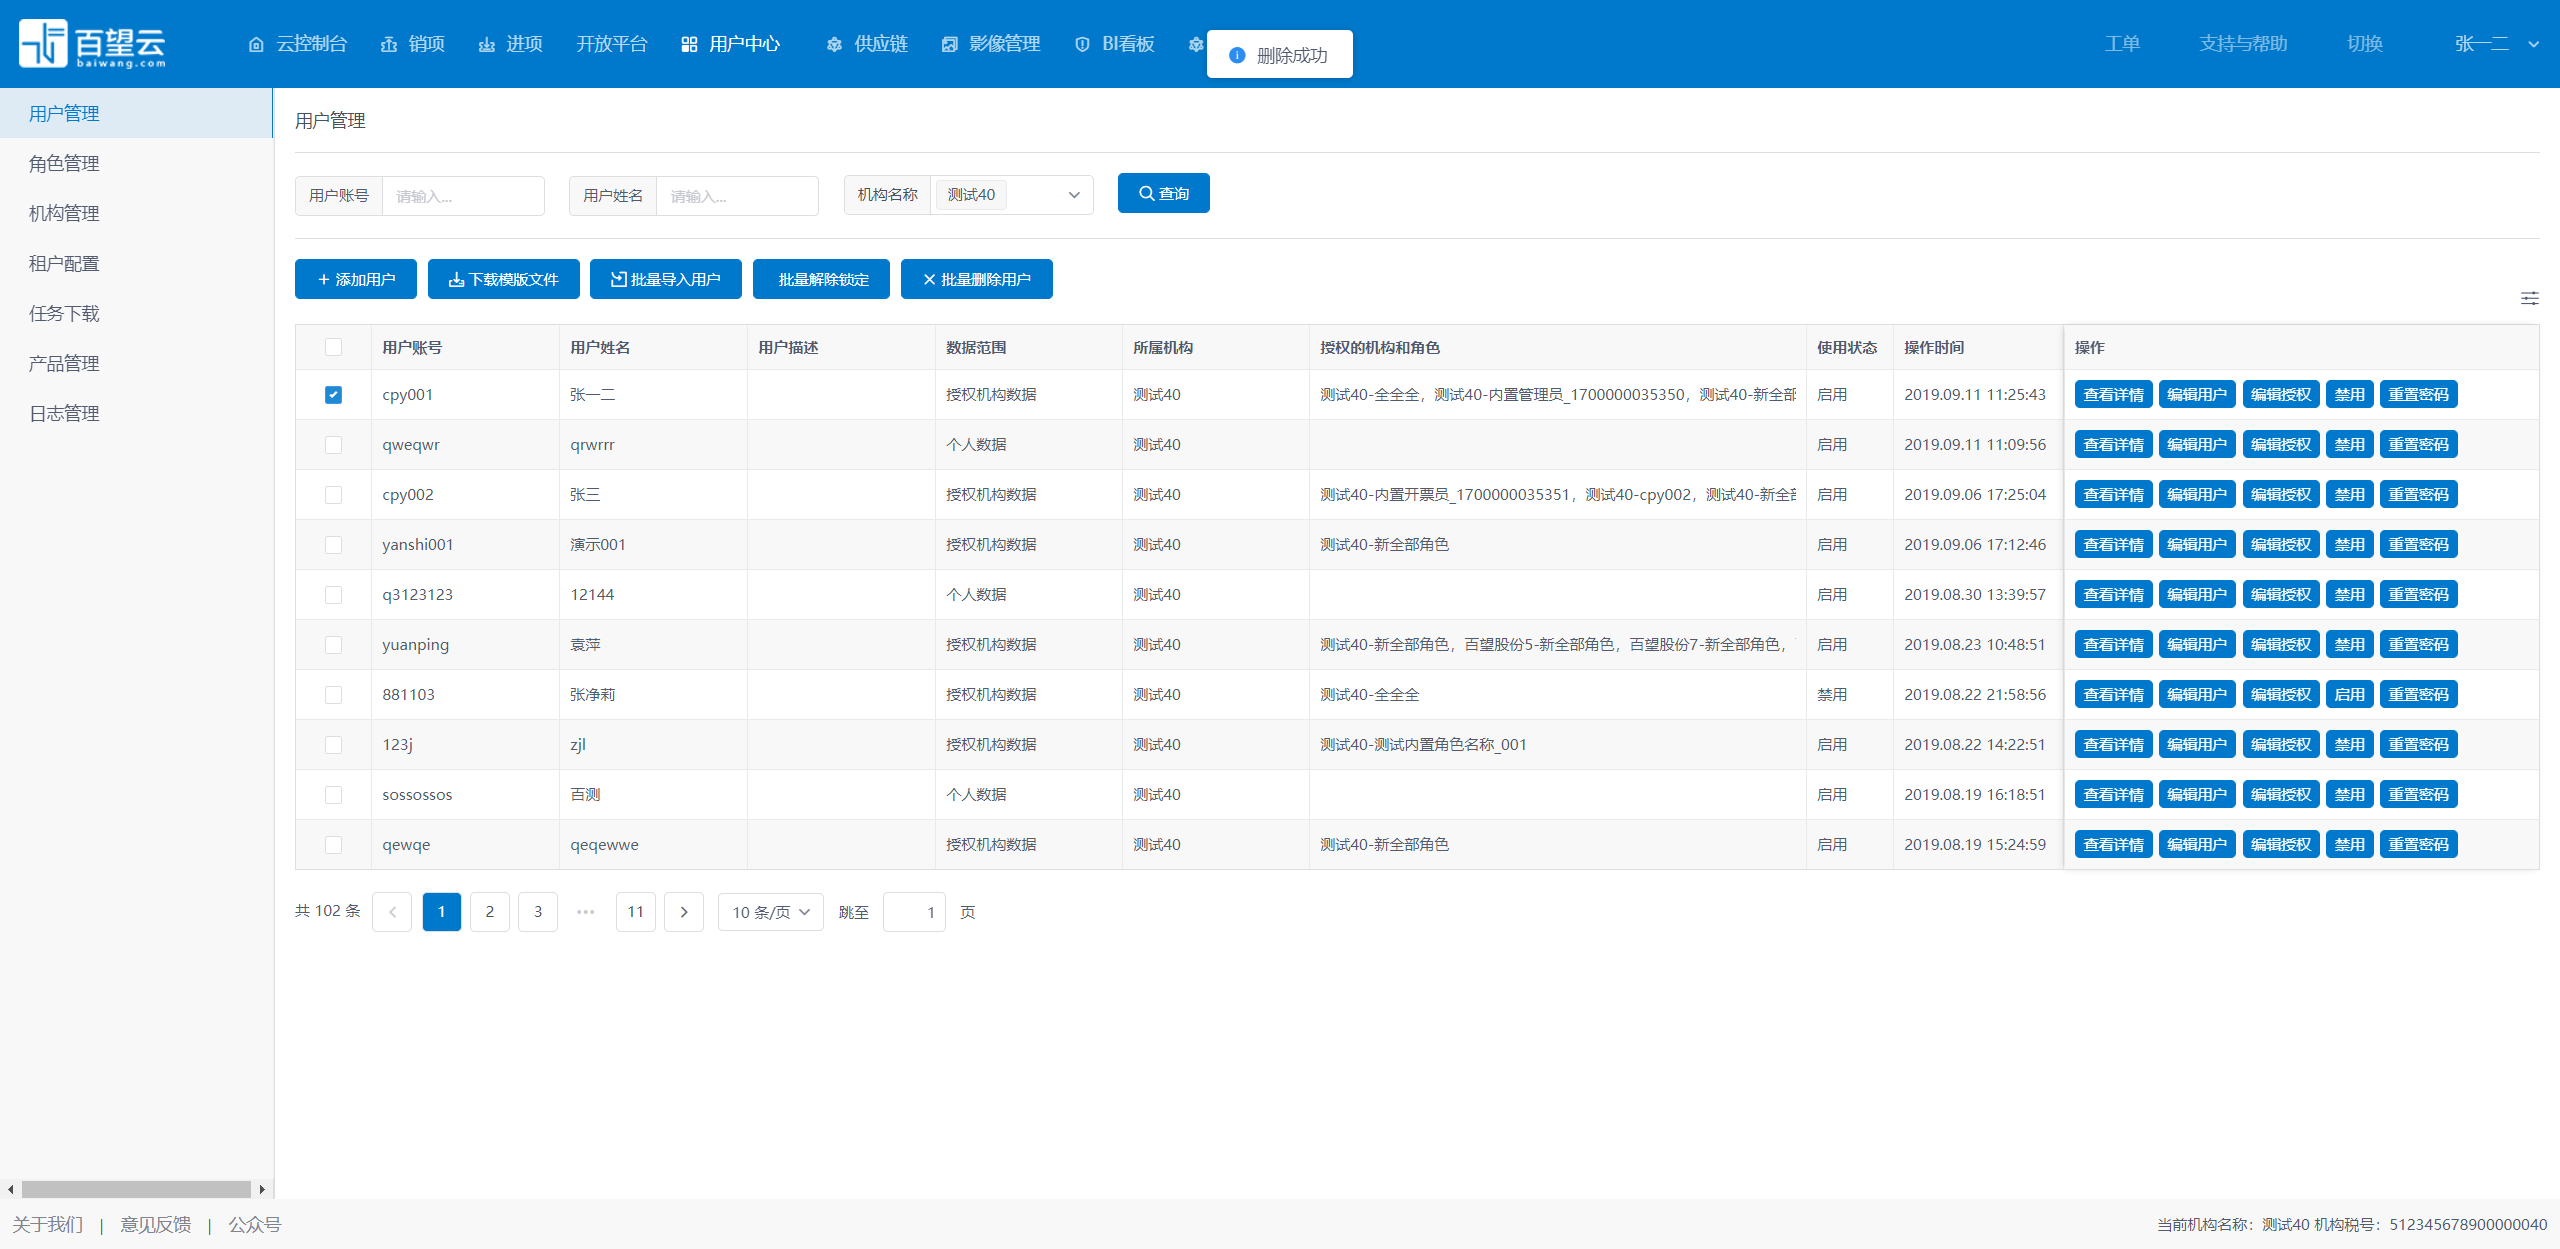 百望云
baiwang.com
云控制台 销项 进项 开放平台 用户中心 供应链 影像管理 BI看板
删除成功
工单 支持与帮助 切换 张一二
用户管理
角色管理
机构管理
租户配置
任务下载
产品管理
日志管理
用户管理
用户账号 请输入... 用户姓名 请输入... 机构名称 测试40 查询
添加用户 下载模版文件 批量导入用户 批量解除锁定 批量删除用户
用户账号 用户姓名 用户描述 数据范围 所属机构 授权的机构和角色 使用状态 操作时间 操作
cpy001 张一二 授权机构数据 测试40 测试40-全全全，测试40-内置管理员_1700000035350，测试40-新全部 启用 2019.09.11 11:25:43 查看详情 编辑用户 编辑授权 禁用 重置密码
qweqwr qrwrrr 个人数据 测试40 启用 2019.09.11 11:09:56 查看详情 编辑用户 编辑授权 禁用 重置密码
cpy002 张三 授权机构数据 测试40 测试40-内置开票员_1700000035351，测试40-cpy002，测试40-新全部 启用 2019.09.06 17:25:04 查看详情 编辑用户 编辑授权 禁用 重置密码
yanshi001 演示001 授权机构数据 测试40 测试40-新全部角色 启用 2019.09.06 17:12:46 查看详情 编辑用户 编辑授权 禁用 重置密码
q3123123 12144 个人数据 测试40 启用 2019.08.30 13:39:57 查看详情 编辑用户 编辑授权 禁用 重置密码
yuanping 袁萍 授权机构数据 测试40 测试40-新全部角色，百望股份5-新全部角色，百望股份7-新全部角色， 启用 2019.08.23 10:48:51 查看详情 编辑用户 编辑授权 禁用 重置密码
881103 张净莉 授权机构数据 测试40 测试40-全全全 禁用 2019.08.22 21:58:56 查看详情 编辑用户 编辑授权 启用 重置密码
123j zjl 授权机构数据 测试40 测试40-测试内置角色名称_001 启用 2019.08.22 14:22:51 查看详情 编辑用户 编辑授权 禁用 重置密码
sossossos 百测 个人数据 测试40 启用 2019.08.19 16:18:51 查看详情 编辑用户 编辑授权 禁用 重置密码
qewqe qeqewwe 授权机构数据 测试40 测试40-新全部角色 启用 2019.08.19 15:24:59 查看详情 编辑用户 编辑授权 禁用 重置密码
共 102 条 1 2 3 ••• 11 10 条/页 跳至 1 页
关于我们 | 意见反馈 | 公众号
当前机构名称：测试40 机构税号：512345678900000040